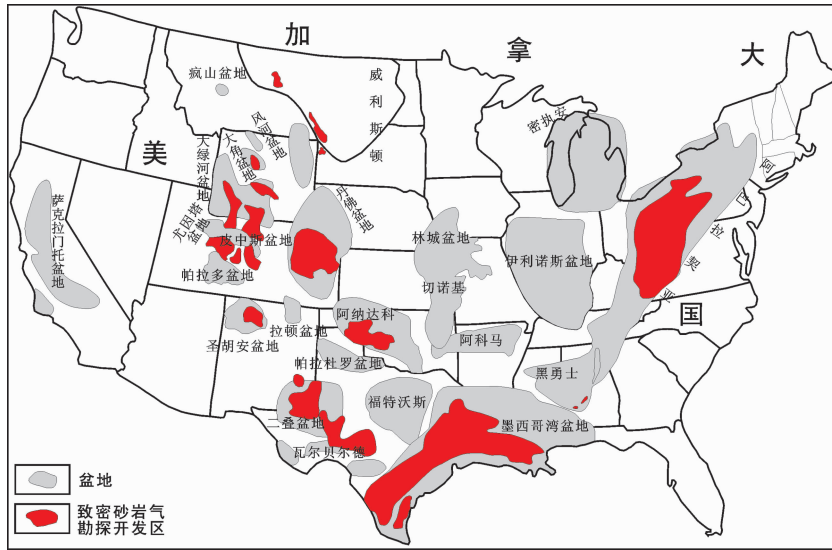 加 拿 大
疯山盆地
威利斯顿
密执安
风河盆地
大角盆地
大绿河盆地
美
阿巴拉契亚
丹佛盆地
萨克拉门托盆地
尤因塔盆地
皮中斯盆地
林城盆地
伊利诺斯盆地
帕拉多盆地
切诺基
国
阿纳达科
拉顿盆地
圣胡安盆地
阿科马
帕拉杜罗盆地
黑勇士
福特沃斯
二叠盆地
墨西哥湾盆地
瓦尔贝尔德
盆地
致密砂岩气
勘探开发区